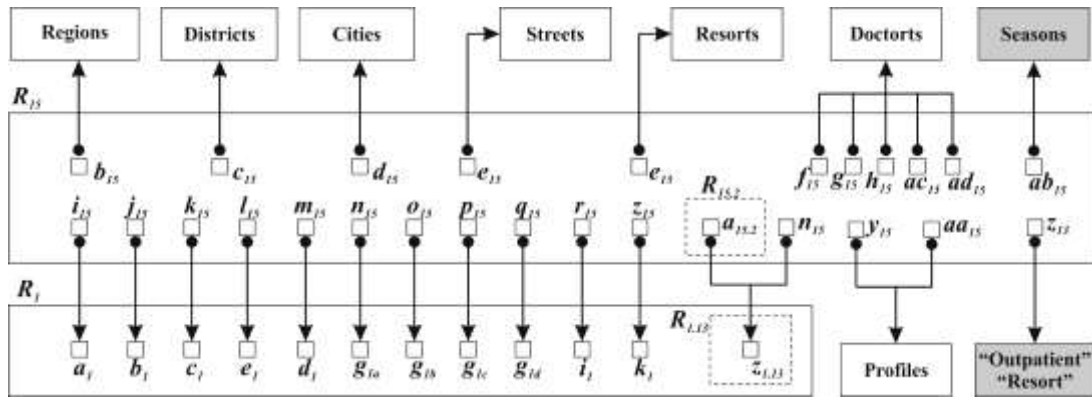 Regions Districts Cities Streets Resorts Doctorts Seasons
R15
b15 c15 d15 e15 e15 f15 g15 h15 ac15 ad15 ab15
i15 j15 k15 l15 m15 n15 o15 p15 q15 r15 z15 R15.2 a15.2 n15 y15 aa15 z13
R1
R1.13
a1 b1 c1 e1 d1 g1a g1b g1c g1d i1 k1 z1.13
Profiles
“Outpatient”
“Resort”